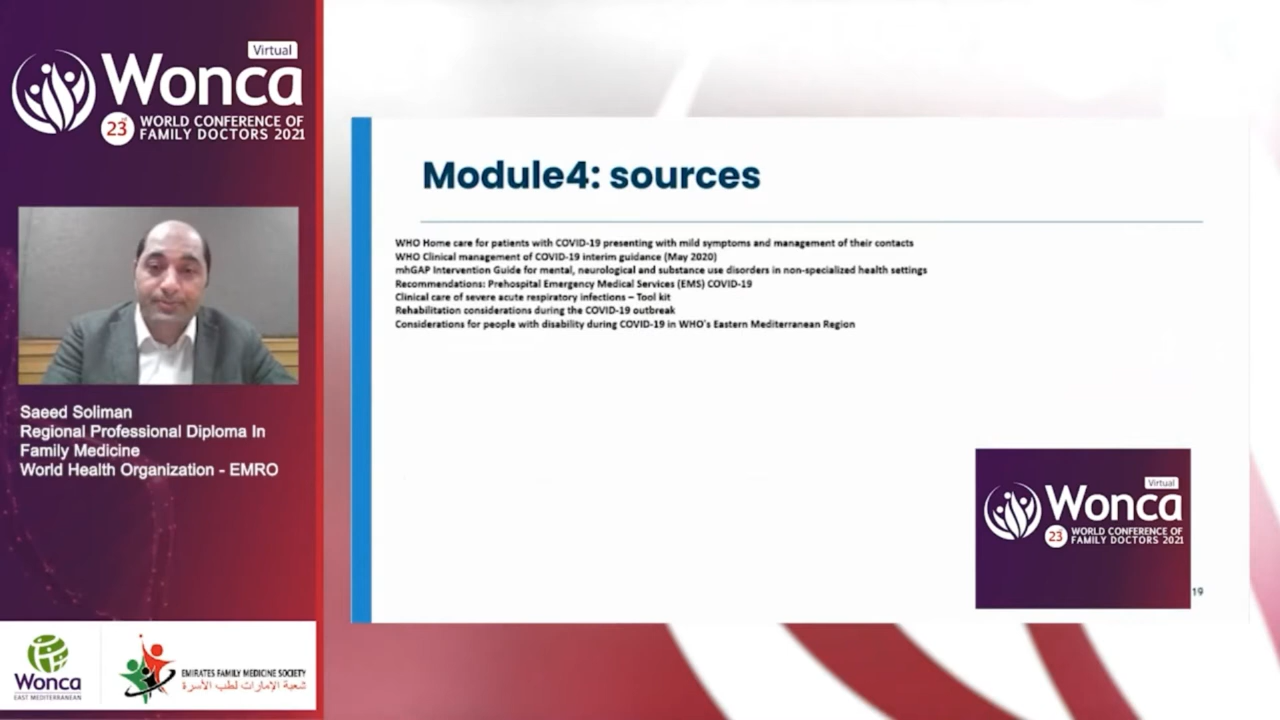 Virtual
Wonca
23rd WORLD CONFERENCE OF
FAMILY DOCTORS 2021
Saeed Soliman
Regional Professional Diploma In
Family Medicine
World Health Organization - EMRO
Wonca
EAST MEDITERRANEAN
EMIRATES FAMILY MEDICINE SOCIETY
شعبة الإمارات لطب الأسرة
Module4: sources
WHO Home care for patients with COVID-19 presenting with mild symptoms and management of their contacts
WHO Clinical management of COVID-19 interim guidance (May 2020)
mhGAP Intervention Guide for mental, neurological and substance use disorders in non-specialized health settings
Recommendations: Prehospital Emergency Medical Services (EMS) COVID-19
Clinical care of severe acute respiratory infections – Tool kit
Rehabilitation considerations during the COVID-19 outbreak
Considerations for people with disability during COVID-19 in WHO's Eastern Mediterranean Region
Virtual
Wonca
23rd WORLD CONFERENCE OF
FAMILY DOCTORS 2021
19